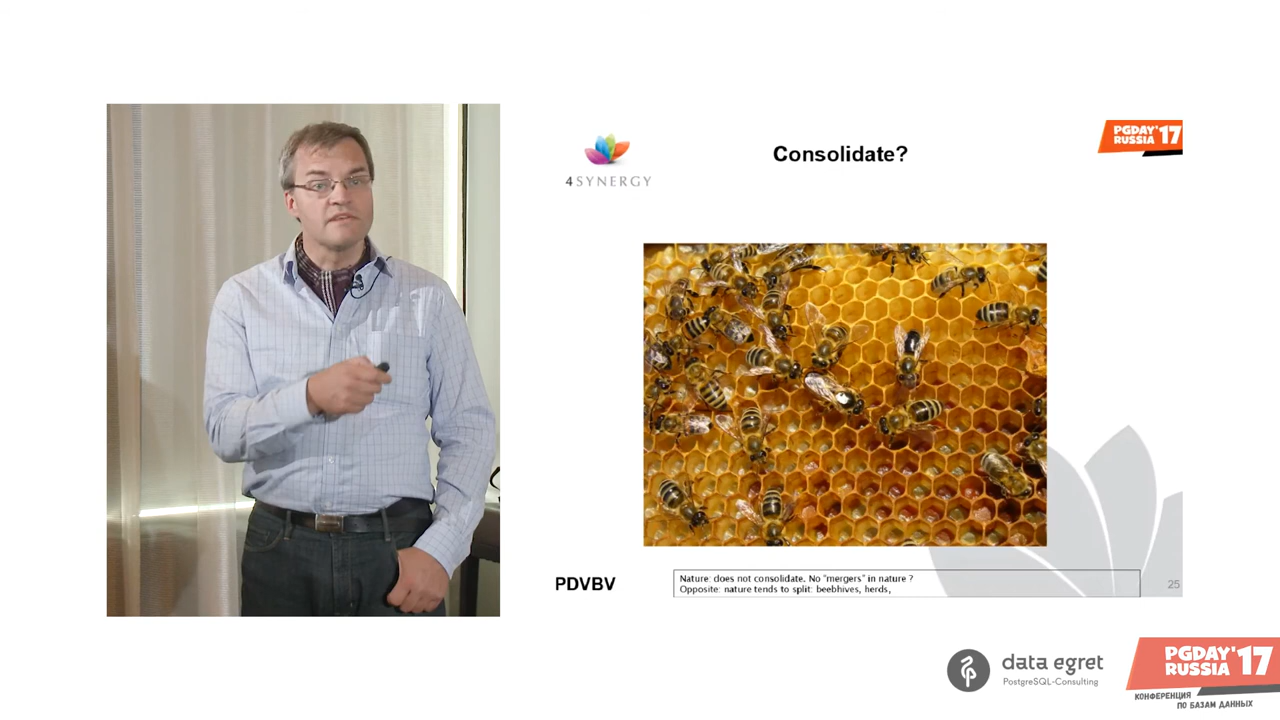 4SYNERGY
Consolidate?
PGDAY'17
RUSSIA
PDVBV
Nature: does not consolidate. No "mergers" in nature ?
Opposite: nature tends to split: beebhives, herds,
25
data egret
PostgreSQL-Consulting
PGDAY'17
RUSSIA
КОНФЕРЕНЦИЯ
ПО БАЗАМ ДАННЫХ